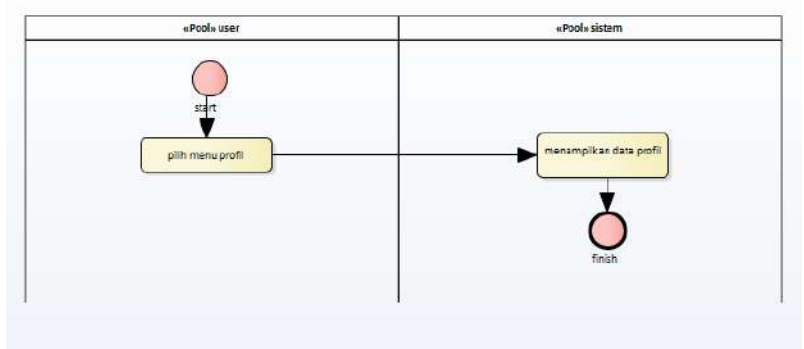 «Pool» user
«Pool» sistem
start
pilih menu profil
menampilkan data profil
finish